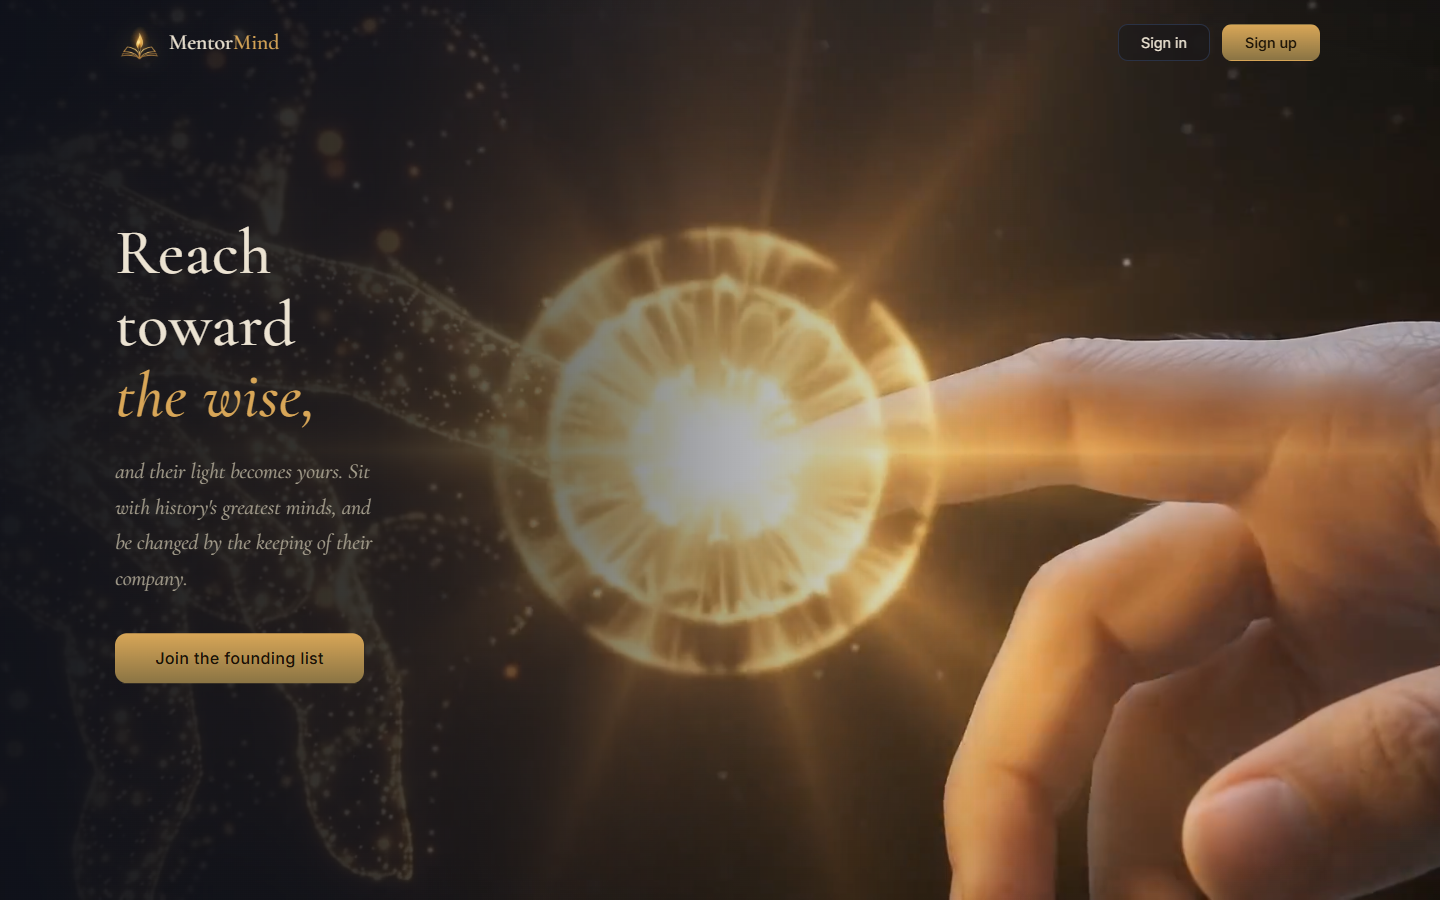 MentorMind
Sign in
Sign up
Reach
toward
the wise,
and their light becomes yours. Sit
with history's greatest minds, and
be changed by the keeping of their
company.
Join the founding list